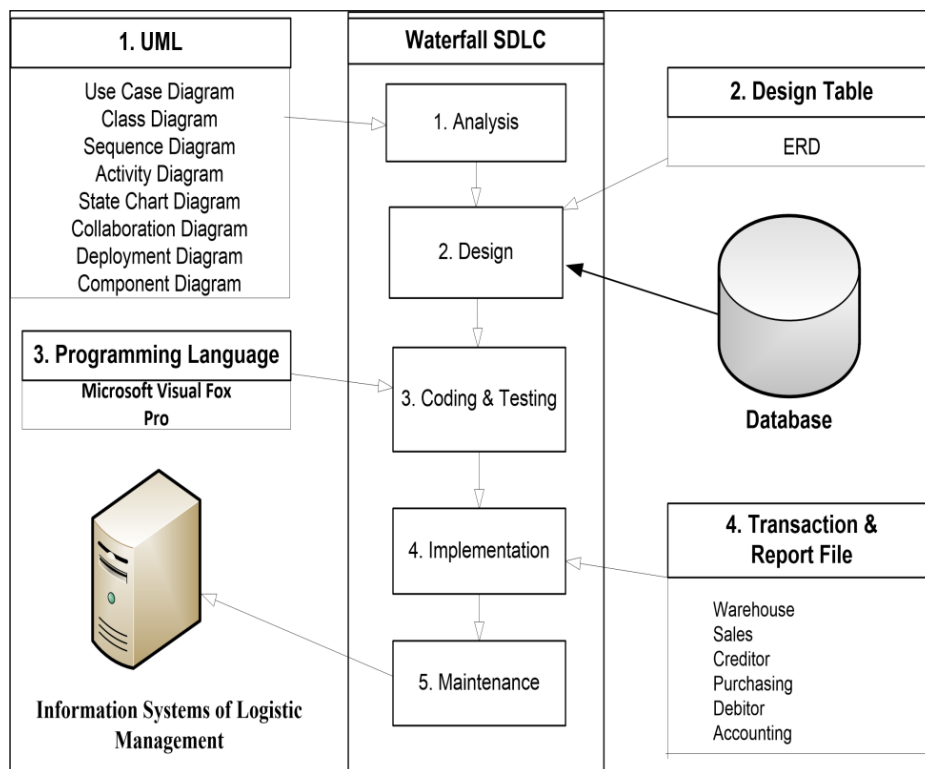 1. UML
Use Case Diagram
Class Diagram
Sequence Diagram
Activity Diagram
State Chart Diagram
Collaboration Diagram
Deployment Diagram
Component Diagram
3. Programming Language
Microsoft Visual Fox
Pro
Information Systems of Logistic
Management
Waterfall SDLC
1. Analysis
2. Design
3. Coding & Testing
4. Implementation
5. Maintenance
2. Design Table
ERD
Database
4. Transaction &
Report File
Warehouse
Sales
Creditor
Purchasing
Debitor
Accounting